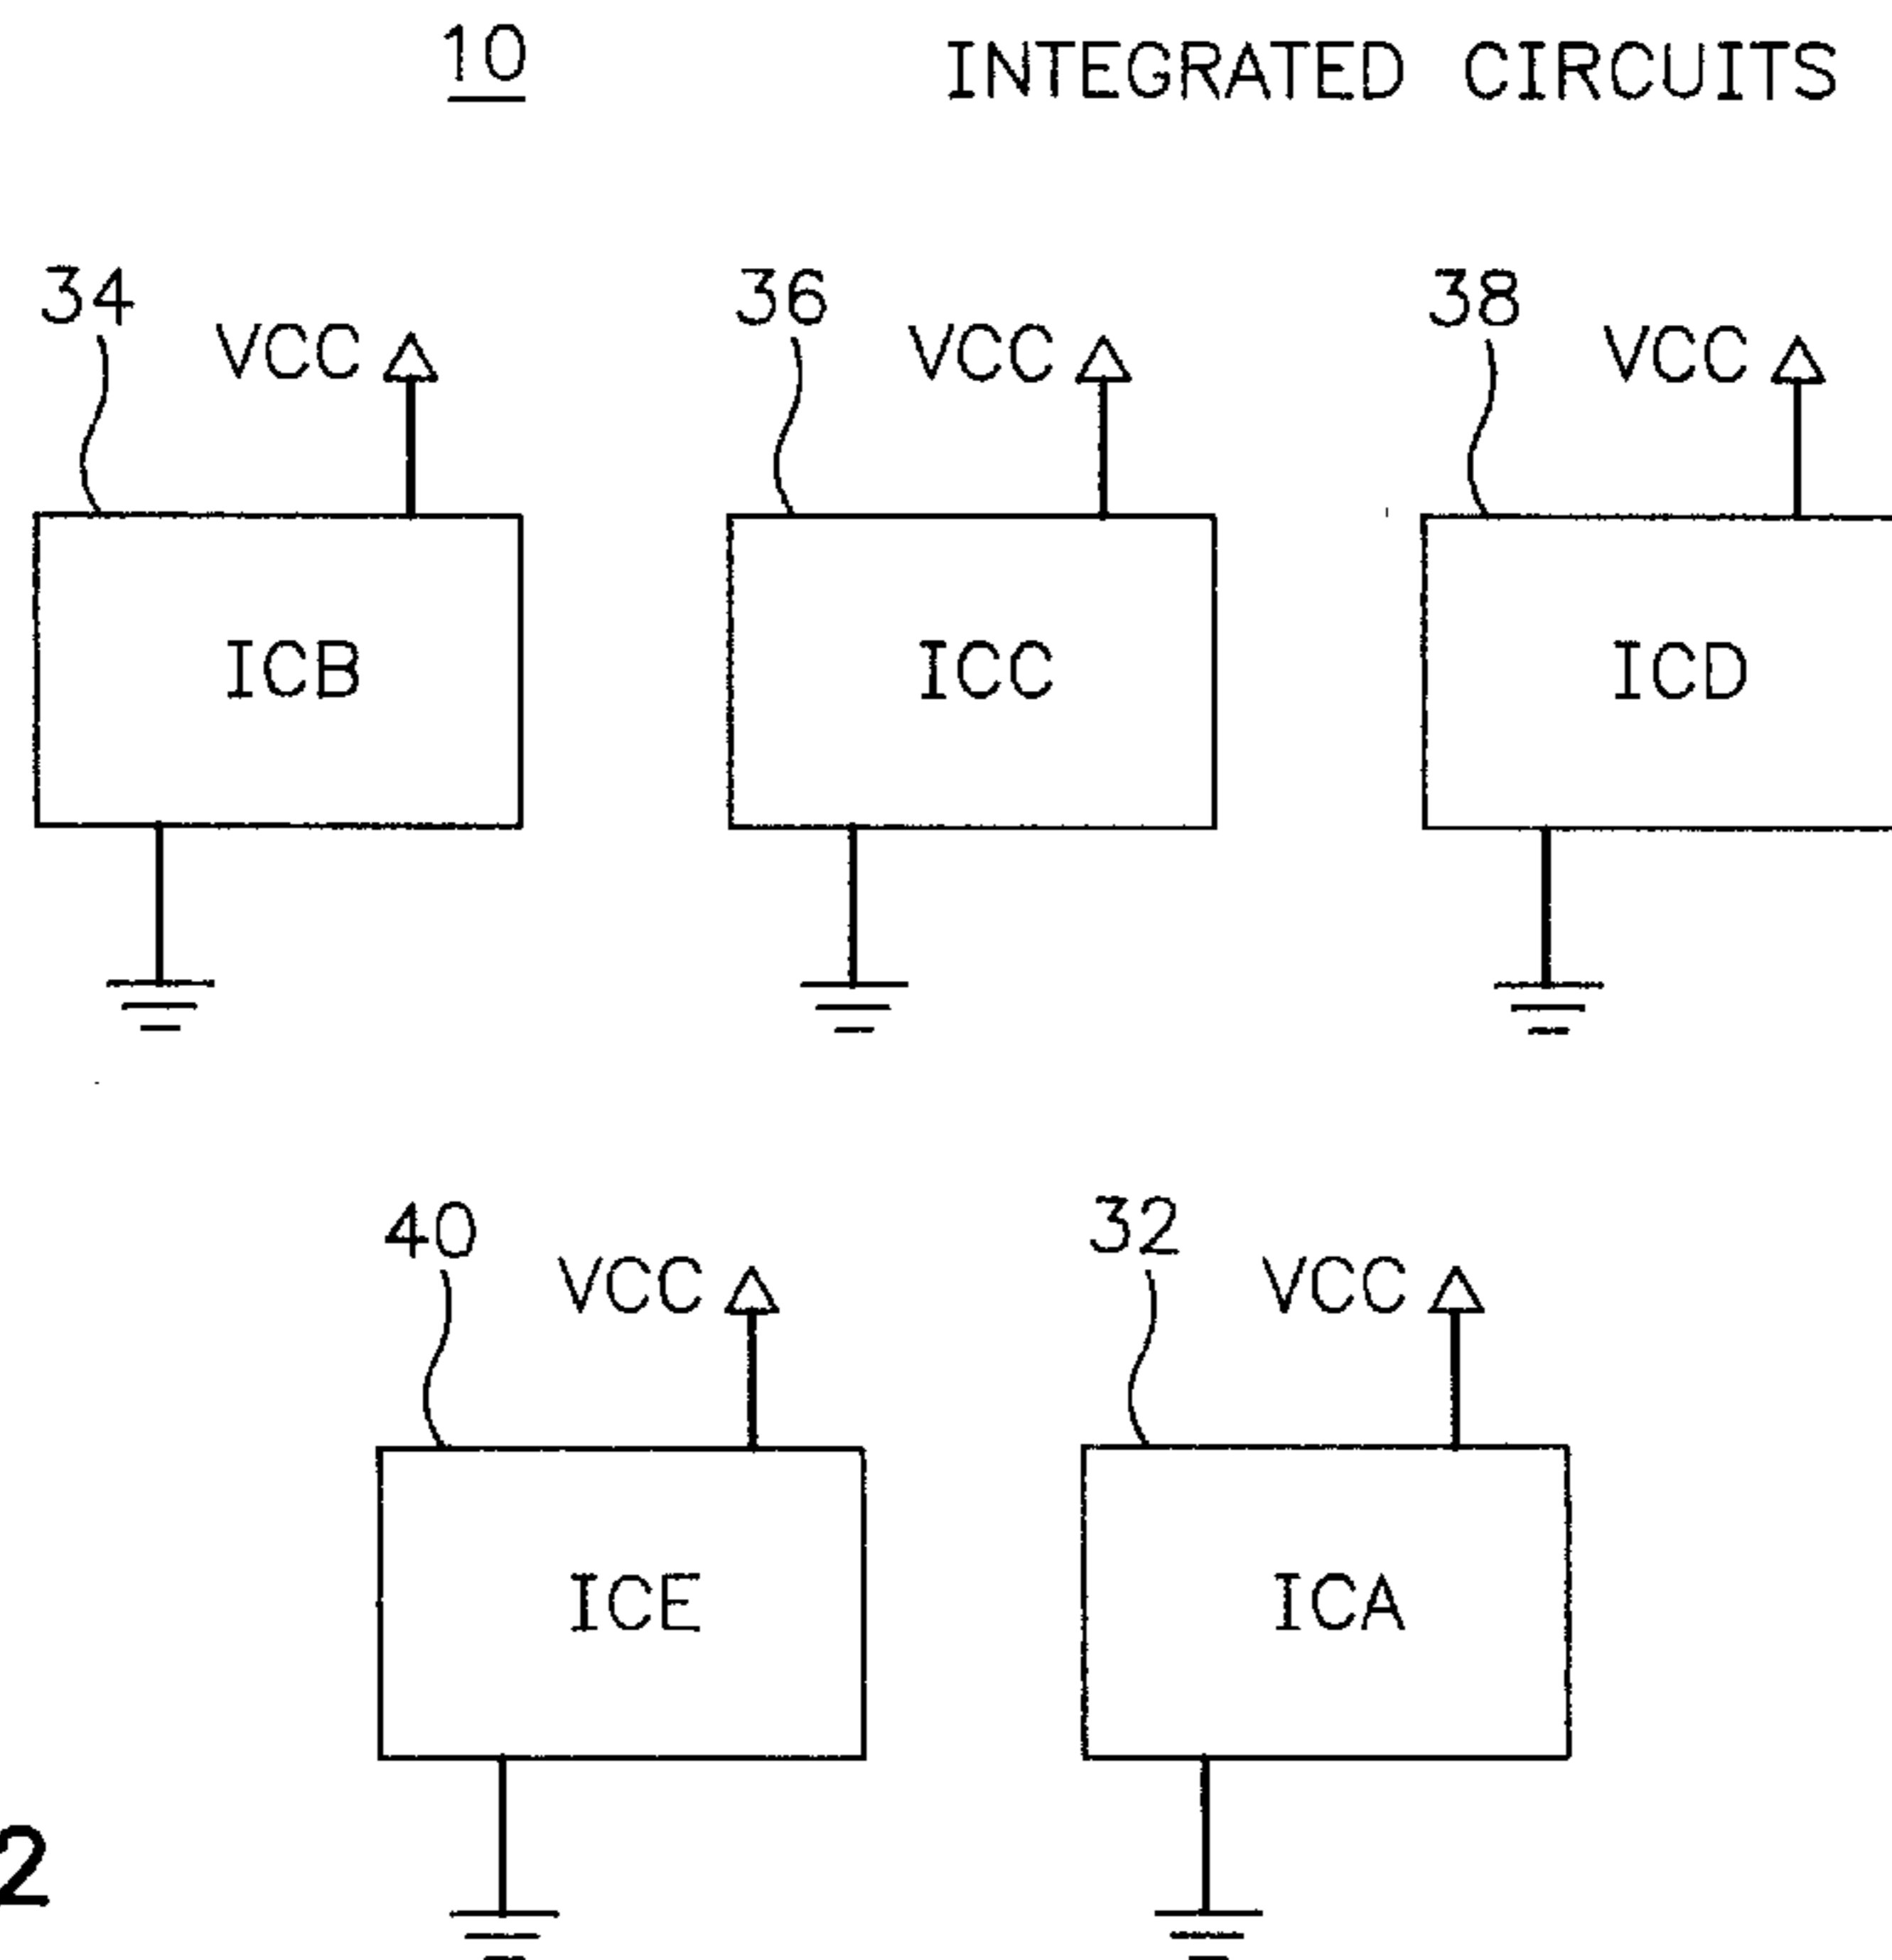 10
INTEGRATED CIRCUITS
34
VCC
36
VCC
38
VCC
ICB
ICC
ICD
40
VCC
32
VCC
ICE
ICA
2